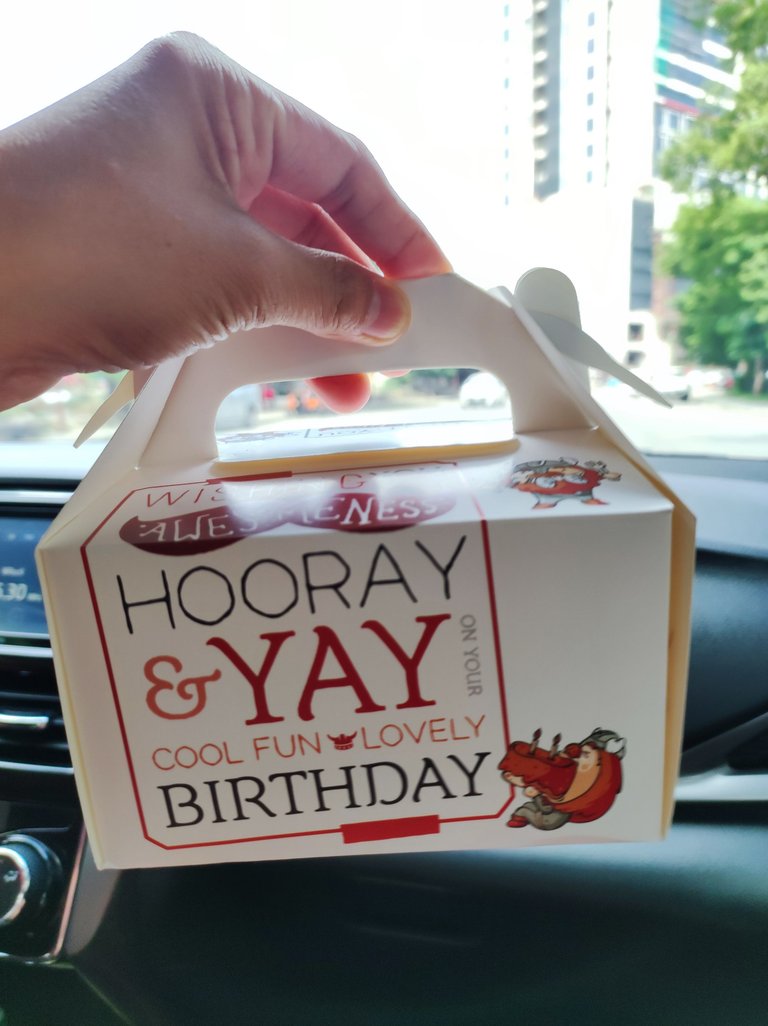 AWESOMENESS
HOORAY
& YAY
ON YOUR
COOL FUN LOVELY
BIRTHDAY